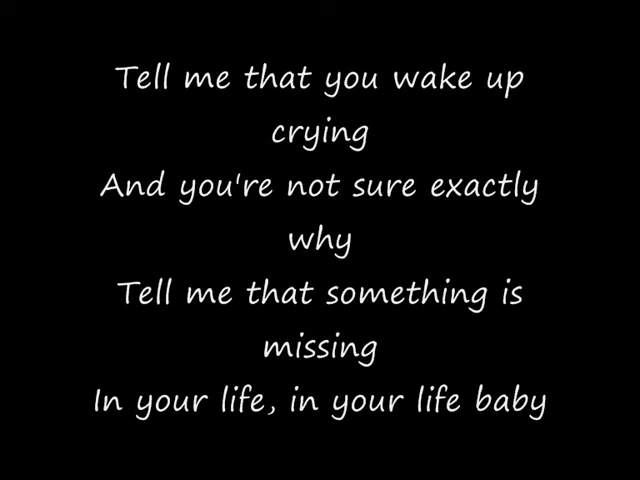 Tell me that you wake up
crying
And you're not sure exactly
why
Tell me that something is
missing
In your life, in your life baby